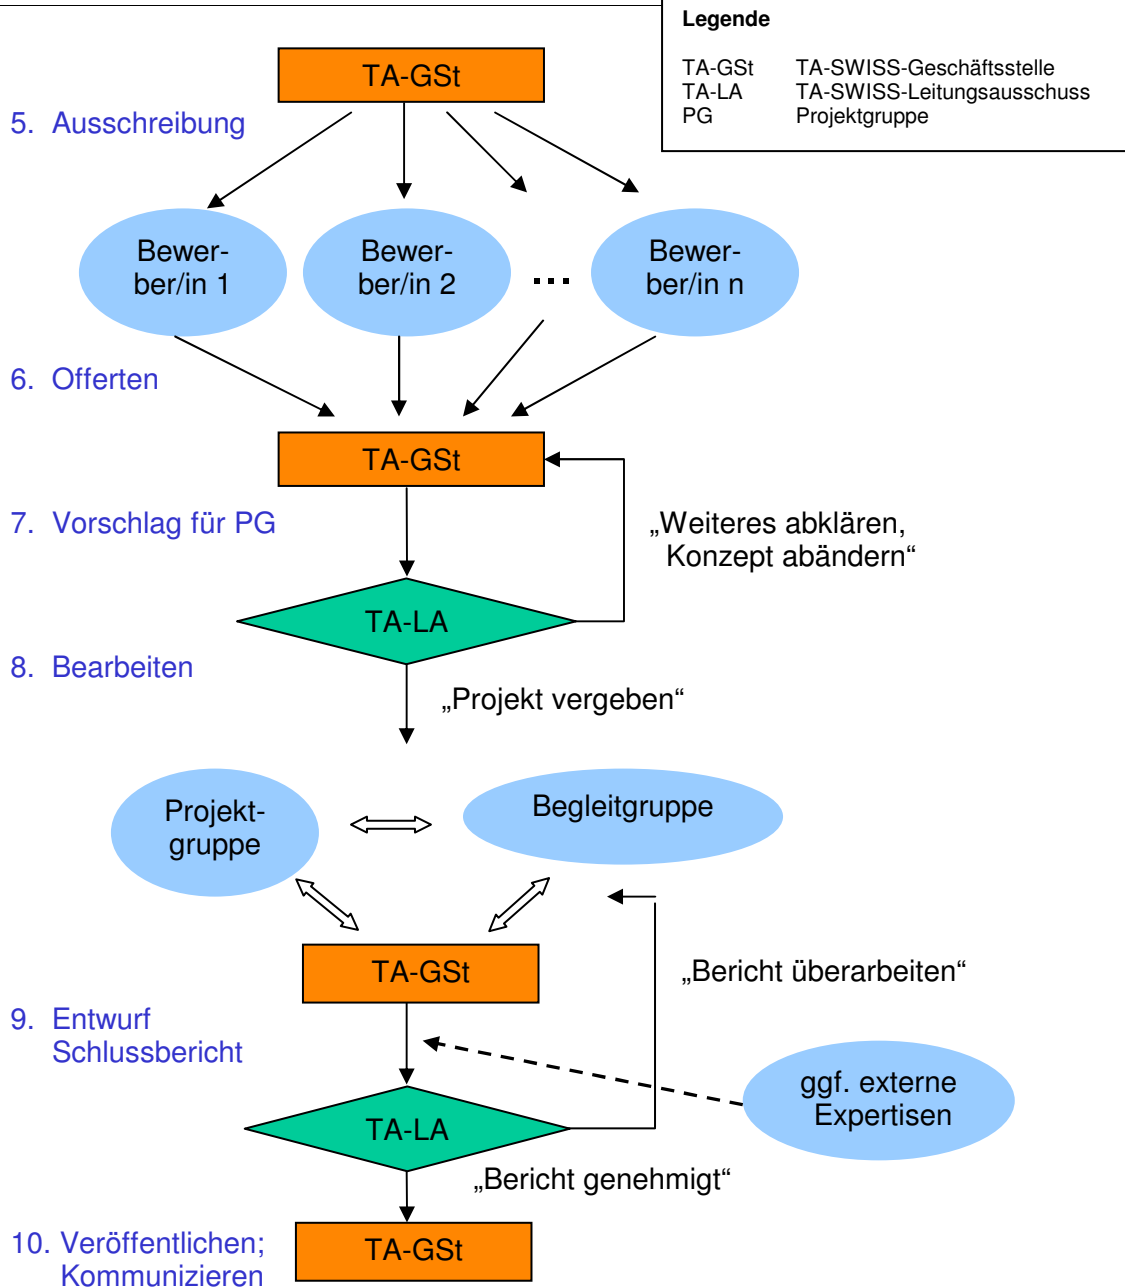 Legende
TA-GSt TA-SWISS-Geschäftsstelle
TA-LA TA-SWISS-Leitungsausschuss
PG Projektgruppe
TA-GSt
5. Ausschreibung
Bewer-
ber/in 1
Bewer-
ber/in 2
...
Bewer-
ber/in n
6. Offerten
TA-GSt
7. Vorschlag für PG
„Weiteres abklären,
Konzept abändern“
TA-LA
8. Bearbeiten
„Projekt vergeben“
Projekt-
gruppe
Begleitgruppe
TA-GSt
„Bericht überarbeiten“
9. Entwurf
Schlussbericht
ggf. externe
Expertisen
TA-LA
„Bericht genehmigt“
10. Veröffentlichen;
Kommunizieren
TA-GSt